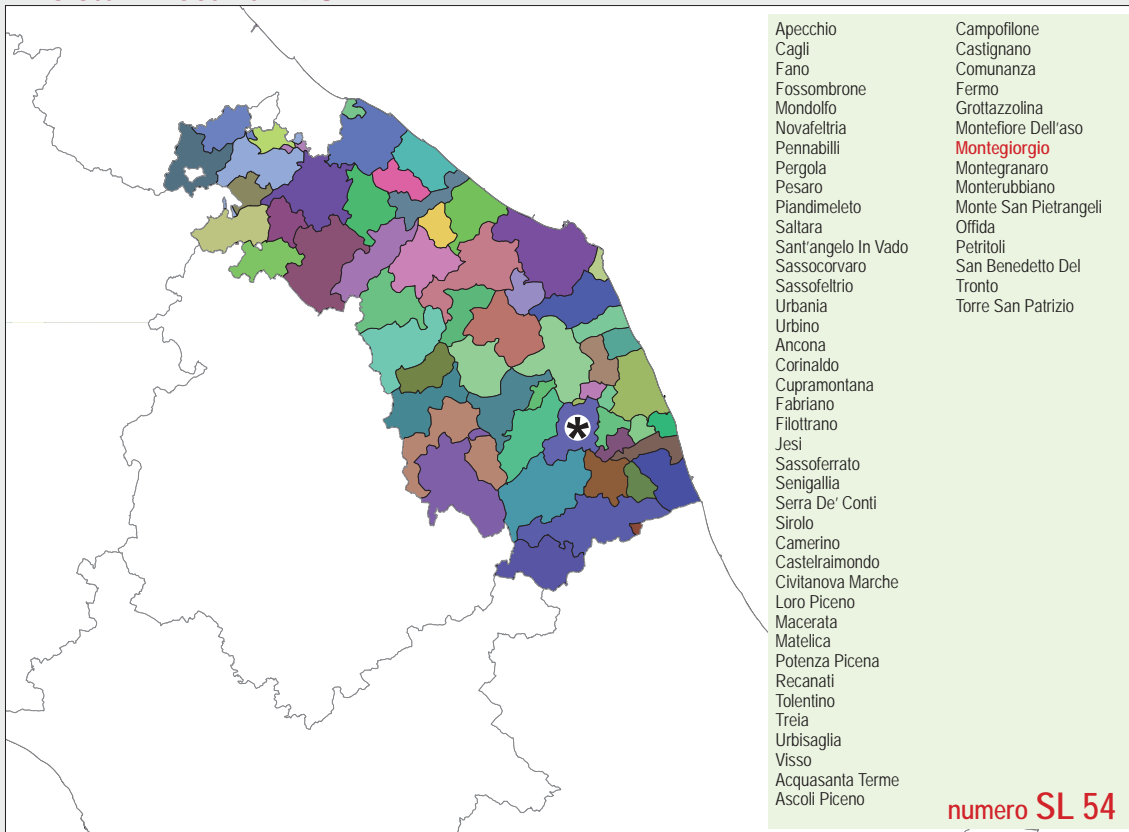 Apecchio
Cagli
Fano
Fossombrone
Mondolfo
Novafeltria
Pennabilli
Pergola
Pesaro
Piandimeleto
Saltara
Sant'angelo In Vado
Sassocorvaro
Sassofeltrio
Urbania
Urbino
Ancona
Corinaldo
Cupramontana
Fabriano
Filottrano
Jesi
Sassoferrato
Senigallia
Serra De' Conti
Sirolo
Camerino
Castelraimondo
Civitanova Marche
Loro Piceno
Macerata
Matelica
Potenza Picena
Recanati
Tolentino
Treia
Urbisaglia
Visso
Acquasanta Terme
Ascoli Piceno
Campofilone
Castignano
Comunanza
Fermo
Grottazzolina
Montefiore Dell'aso
Montegiorgio
Montegranaro
Monterubbiano
Monte San Pietrangeli
Offida
Petritoli
San Benedetto Del
Tronto
Torre San Patrizio
numero SL 54